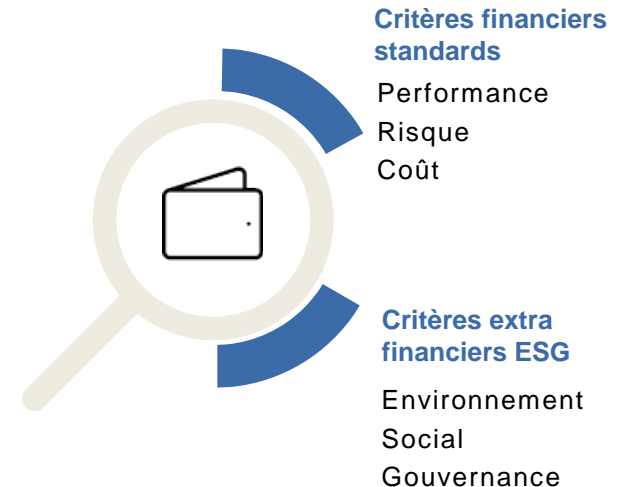 Critères financiers
standards
Performance
Risque
Coût
Critères extra
financiers ESG
Environnement
Social
Gouvernance